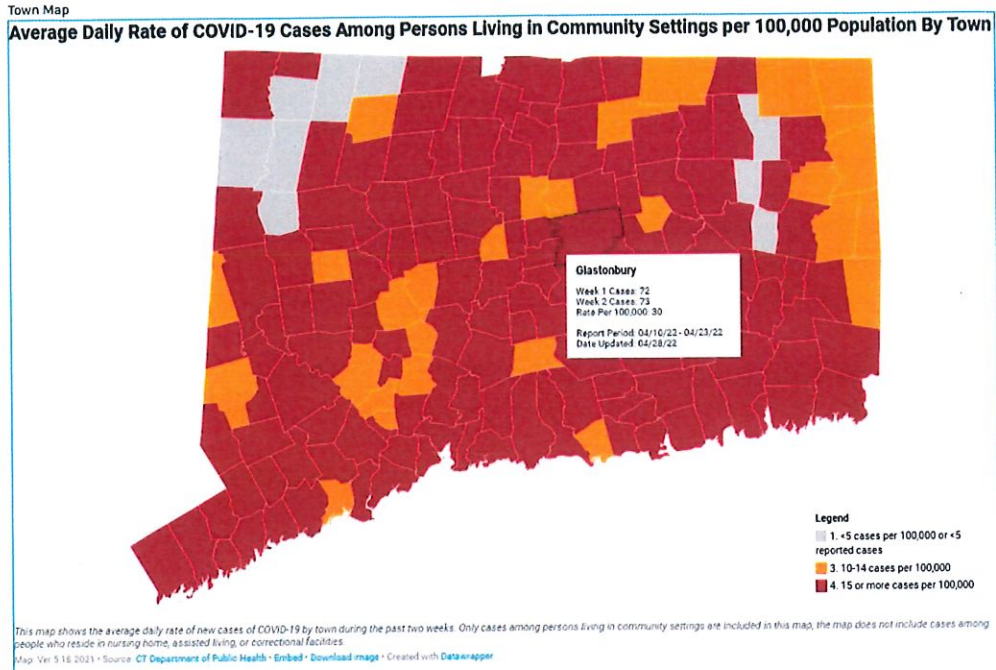 Town Map
Average Daily Rate of COVID-19 Cases Among Persons Living in Community Settings per 100,000 Population By Town
Glastonbury
Week 1 Cases: 72
Week 2 Cases: 73
Rate Per 100,000: 30
Report Period: 04/10/22 - 04/23/22
Date Updated: 04/28/22
Legend
1. <5 cases per 100,000 or <5
reported cases
3. 10-14 cases per 100,000
4. 15 or more cases per 100,000
This map shows the average daily rate of new cases of COVID-19 by town during the past two weeks. Only cases among persons living in community settings are included in this map, the map does not include cases among
people who reside in nursing home, assisted living, or correctional facilities.
Map: Ver 5.16.2021 • Source: CT Department of Public Health • Embed • Download image • Created with Datawrapper